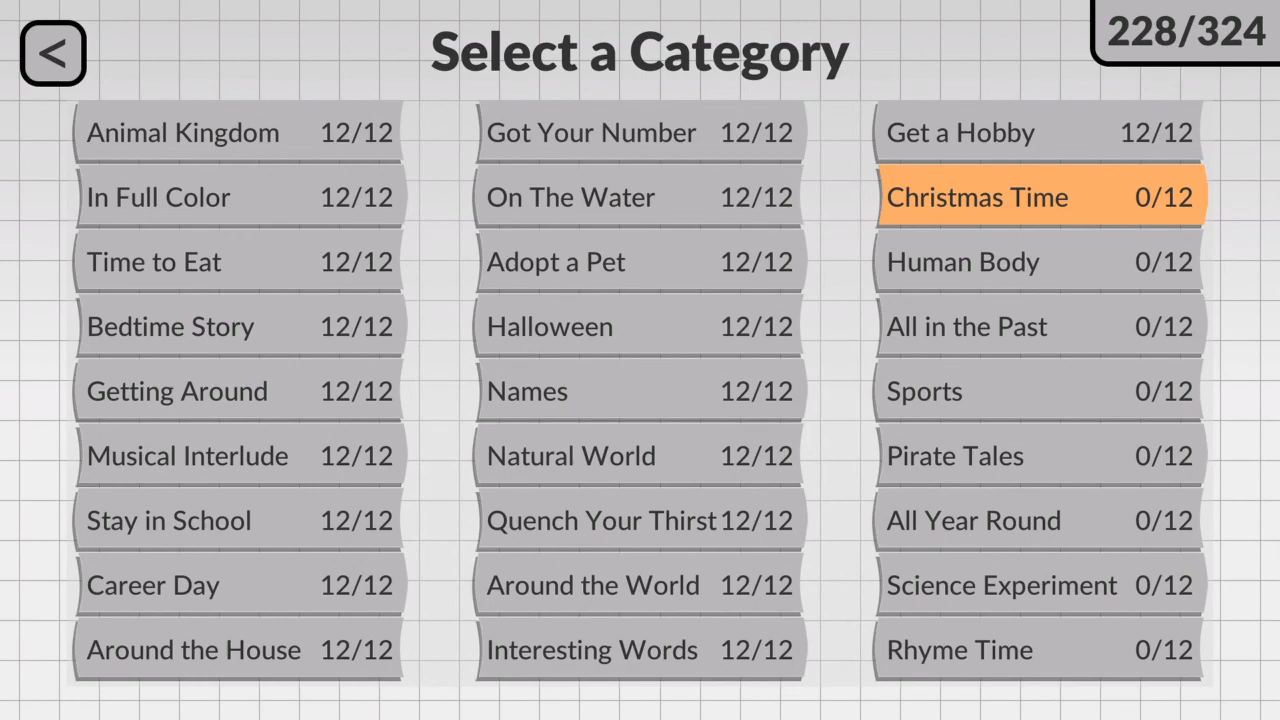 <
Select a Category
228/324
Animal Kingdom 12/12
In Full Color 12/12
Time to Eat 12/12
Bedtime Story 12/12
Getting Around 12/12
Musical Interlude 12/12
Stay in School 12/12
Career Day 12/12
Around the House 12/12
Got Your Number 12/12
On The Water 12/12
Adopt a Pet 12/12
Halloween 12/12
Names 12/12
Natural World 12/12
Quench Your Thirst 12/12
Around the World 12/12
Interesting Words 12/12
Get a Hobby 12/12
Christmas Time 0/12
Human Body 0/12
All in the Past 0/12
Sports 0/12
Pirate Tales 0/12
All Year Round 0/12
Science Experiment 0/12
Rhyme Time 0/12